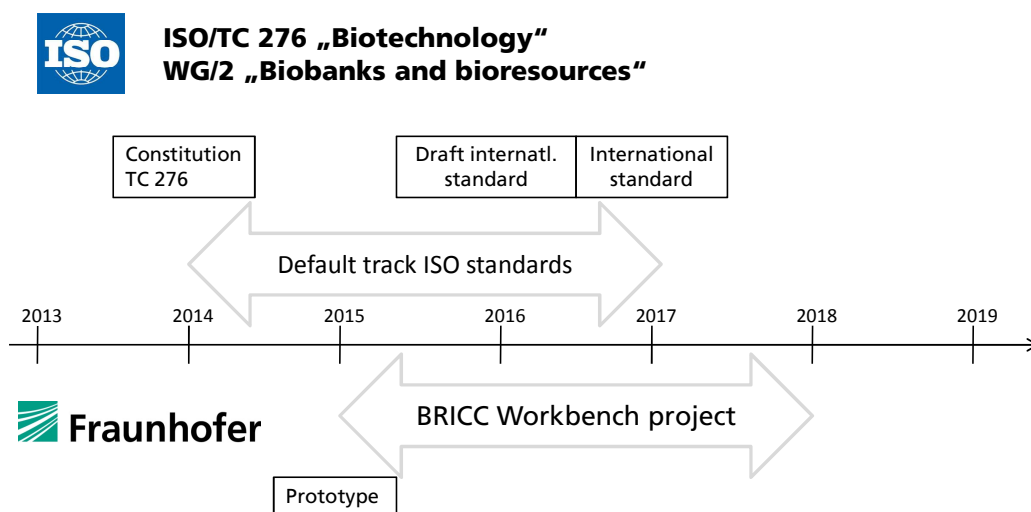 ISO
ISO/TC 276 „Biotechnology“
WG/2 „Biobanks and bioresources“
Constitution
TC 276
Draft internatl.
standard
International
standard
Default track ISO standards
2013
2014
2015
2016
2017
2018
2019
BRICC Workbench project
Fraunhofer
Prototype